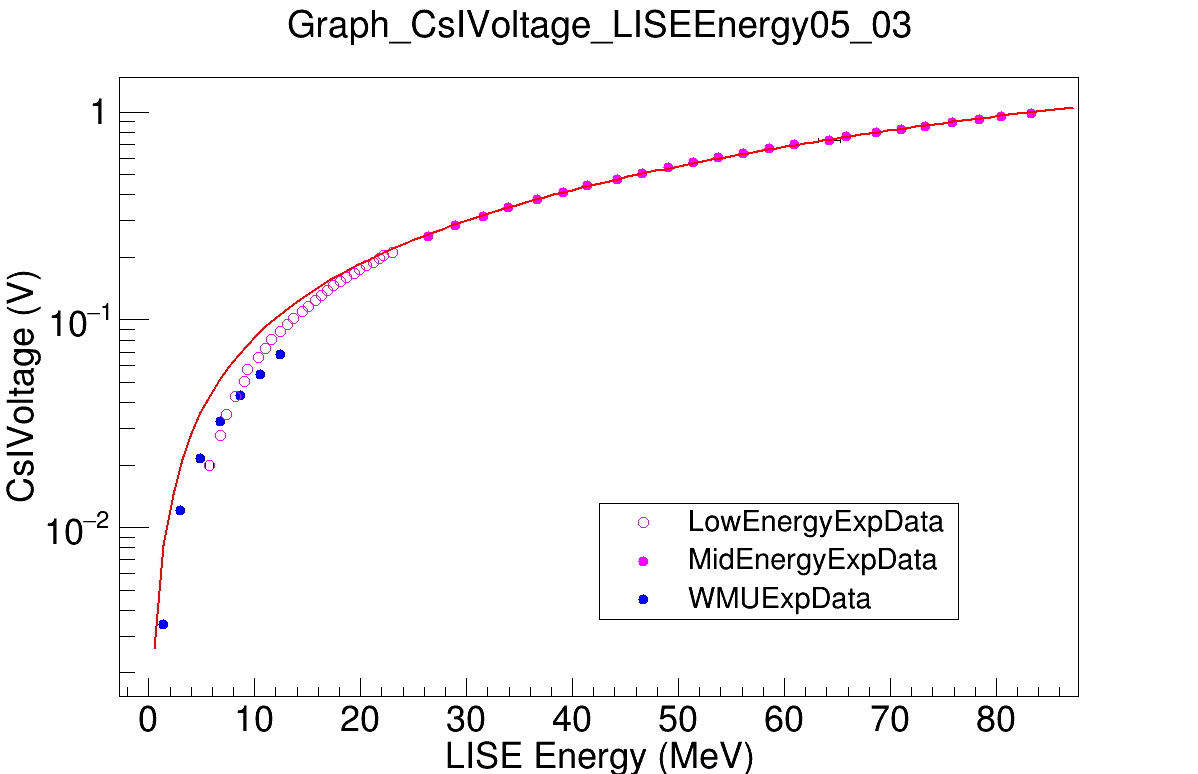 Graph_CsIVoltage_LISEEnergy05_03
CsIVoltage (V)
1
10⁻¹
10⁻²
LowEnergyExpData
MidEnergyExpData
WMUExpData
0 10 20 30 40 50 60 70 80
LISE Energy (MeV)